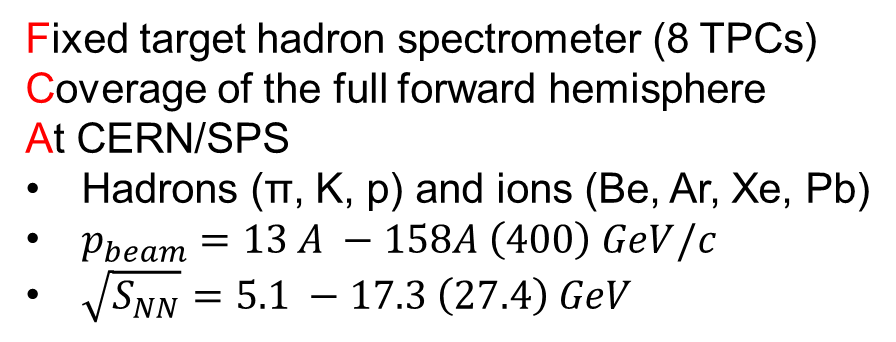 Fixed target hadron spectrometer (8 TPCs)
Coverage of the full forward hemisphere
At CERN/SPS
• Hadrons (π, K, p) and ions (Be, Ar, Xe, Pb)
• p_beam = 13 A − 158A (400) GeV/c
• √S_NN = 5.1 − 17.3 (27.4) GeV